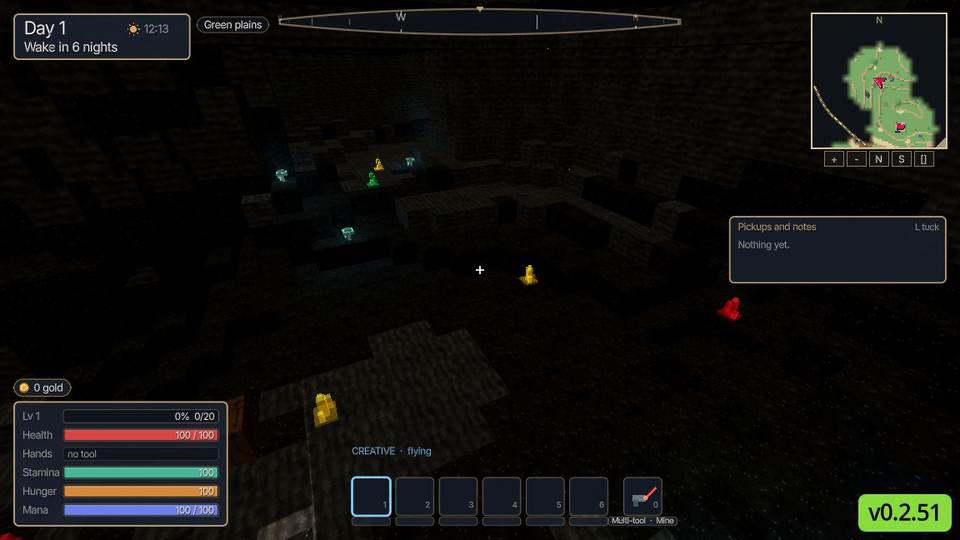 Day 1
12:13
Wake in 6 nights
Green plains
W
N
N
+ - N S []
Pickups and notes
L tuck
Nothing yet.
0 gold
Lv 1
0% 0/20
Health
100 / 100
Hands
no tool
Stamina
100
Hunger
100
Mana
100 / 100
CREATIVE · flying
1 2 3 4 5 6 0
Multi-tool · Mine
v0.2.51